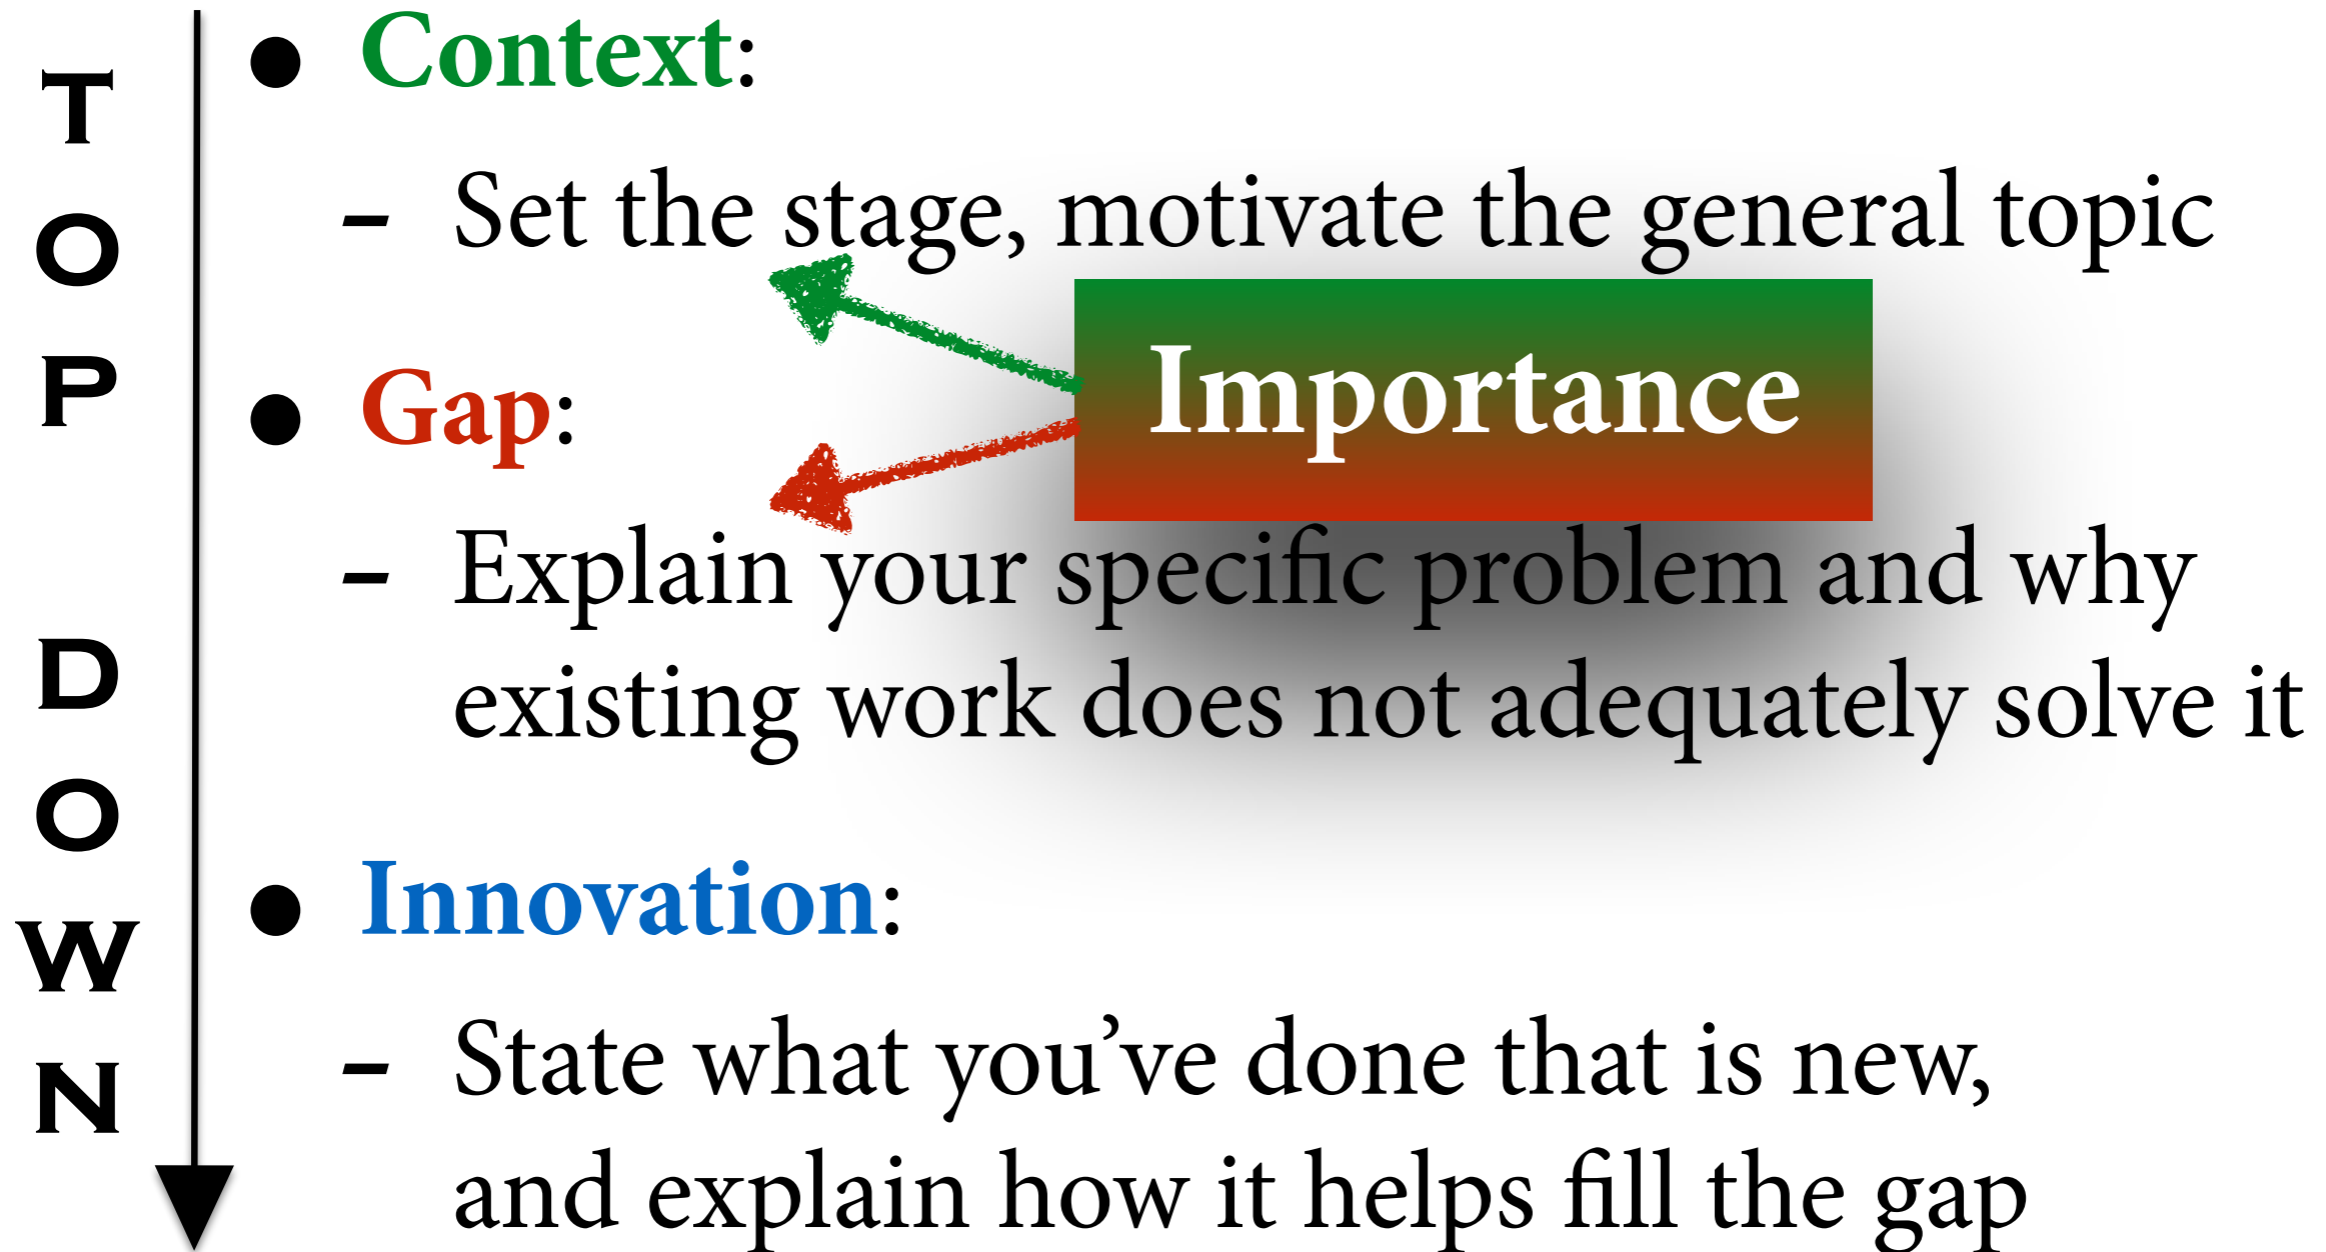 TOP DOWN
• Context:
– Set the stage, motivate the general topic
Importance
• Gap:
– Explain your specific problem and why
existing work does not adequately solve it
• Innovation:
– State what you’ve done that is new,
and explain how it helps fill the gap